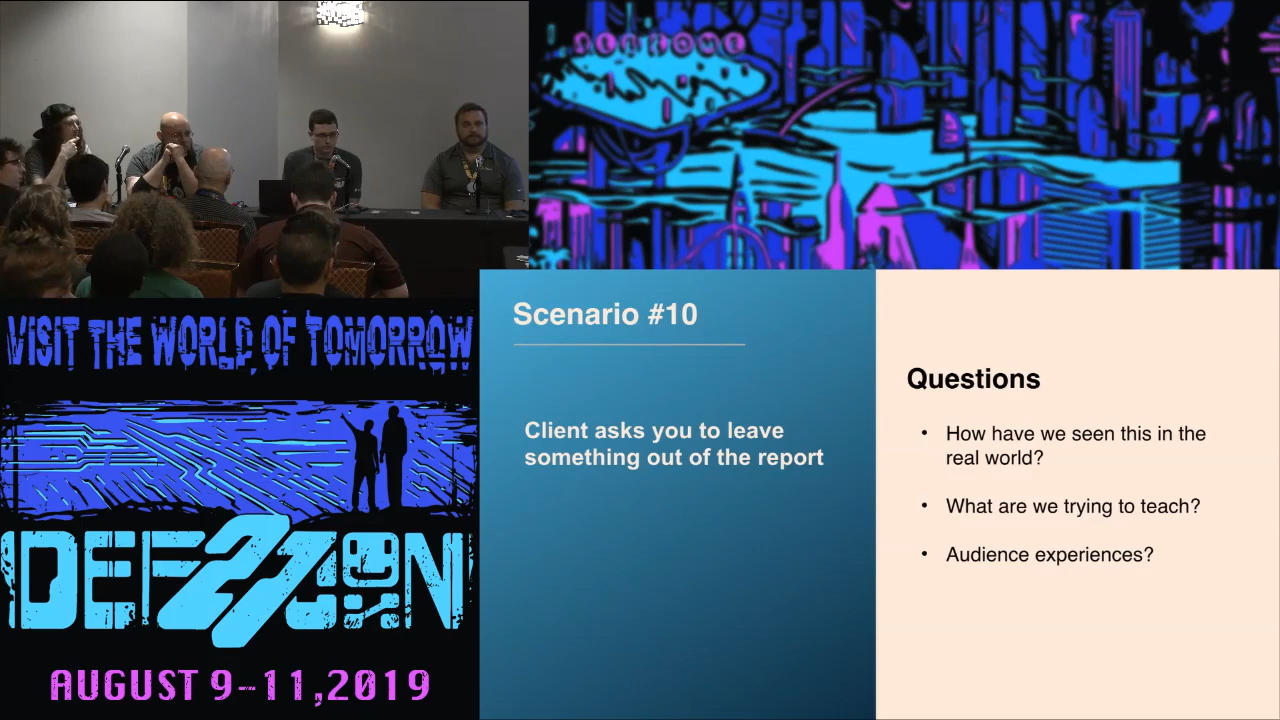 WELCOME
VISIT THE WORLD OF TOMORROW
DEF27CON
AUGUST 9-11,2019
Scenario #10
Client asks you to leave
something out of the report
Questions
• How have we seen this in the
real world?
• What are we trying to teach?
• Audience experiences?